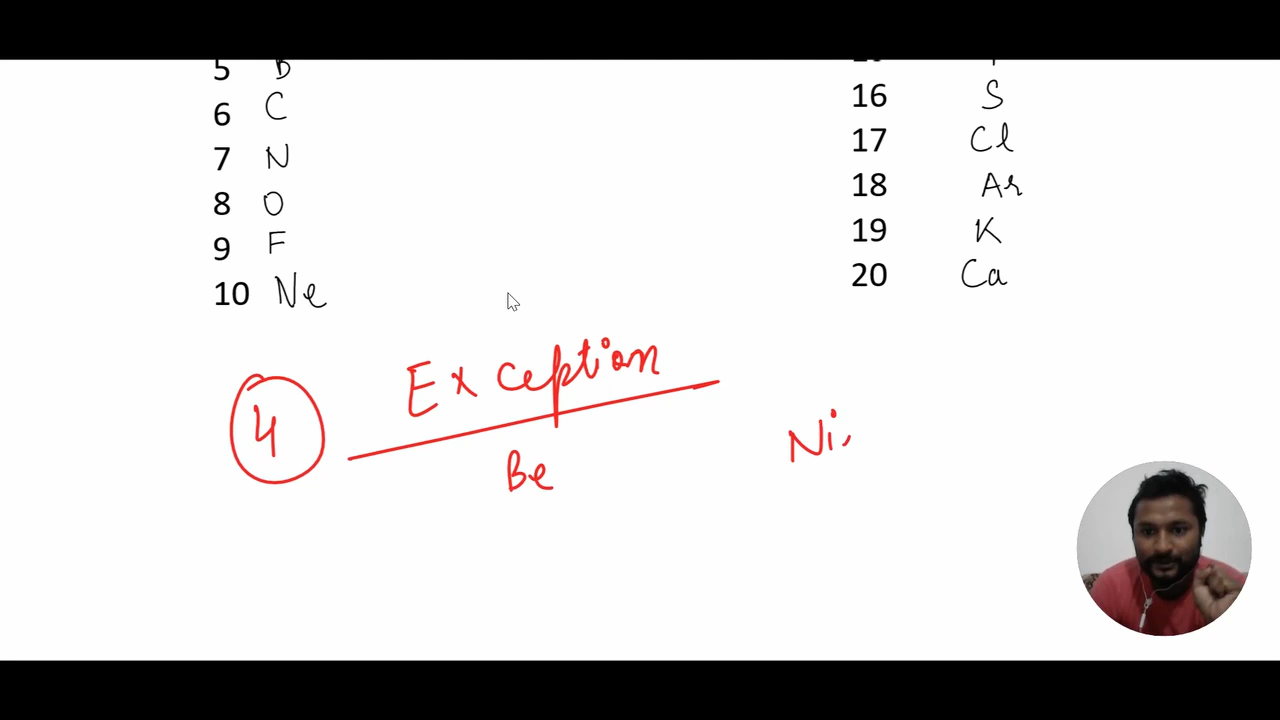 5 B
6 C
7 N
8 O
9 F
10 Ne
16 S
17 Cl
18 Ar
19 K
20 Ca
4 Exception
Be
Ni,